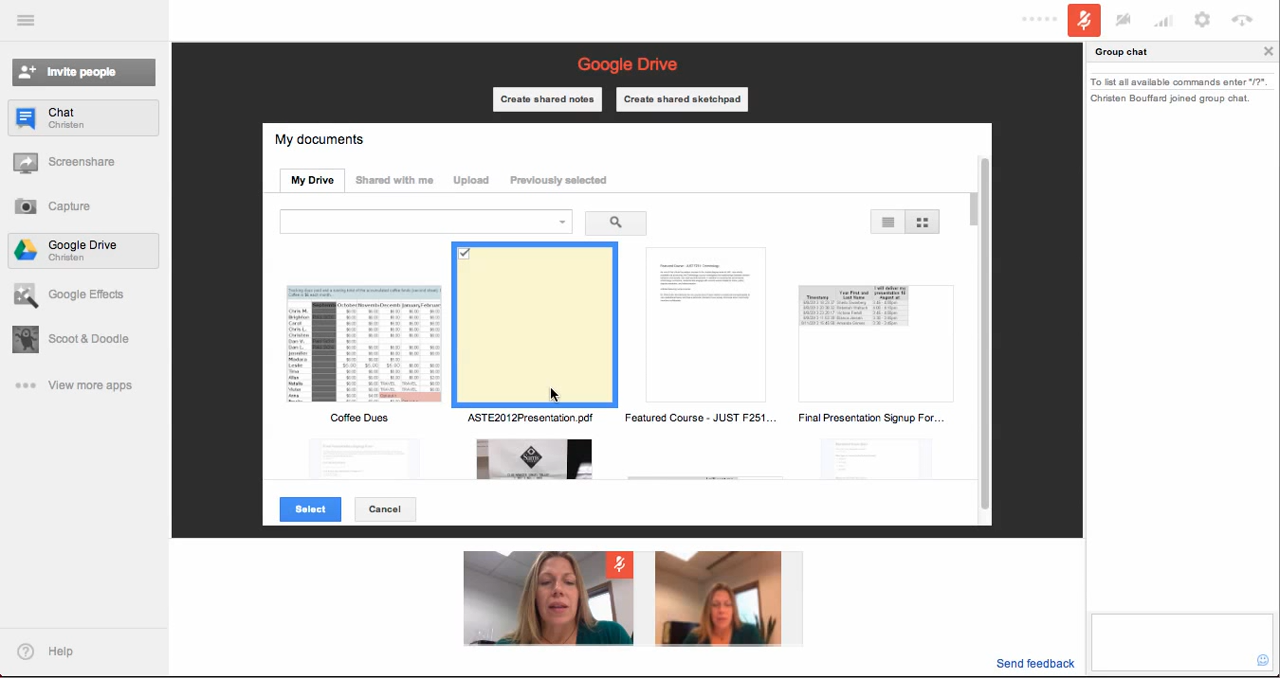 Invite people
Chat
Christen
Screenshare
Capture
Google Drive
Christen
Google Effects
Scoot & Doodle
View more apps
Help
Google Drive
Create shared notes
Create shared sketchpad
My documents
My Drive
Shared with me
Upload
Previously selected
Coffee Dues
ASTE2012Presentation.pdf
Featured Course - JUST F251...
Final Presentation Signup For...
Select
Cancel
Send feedback
Group chat
To list all available commands enter "/?".
Christen Bouffard joined group chat.